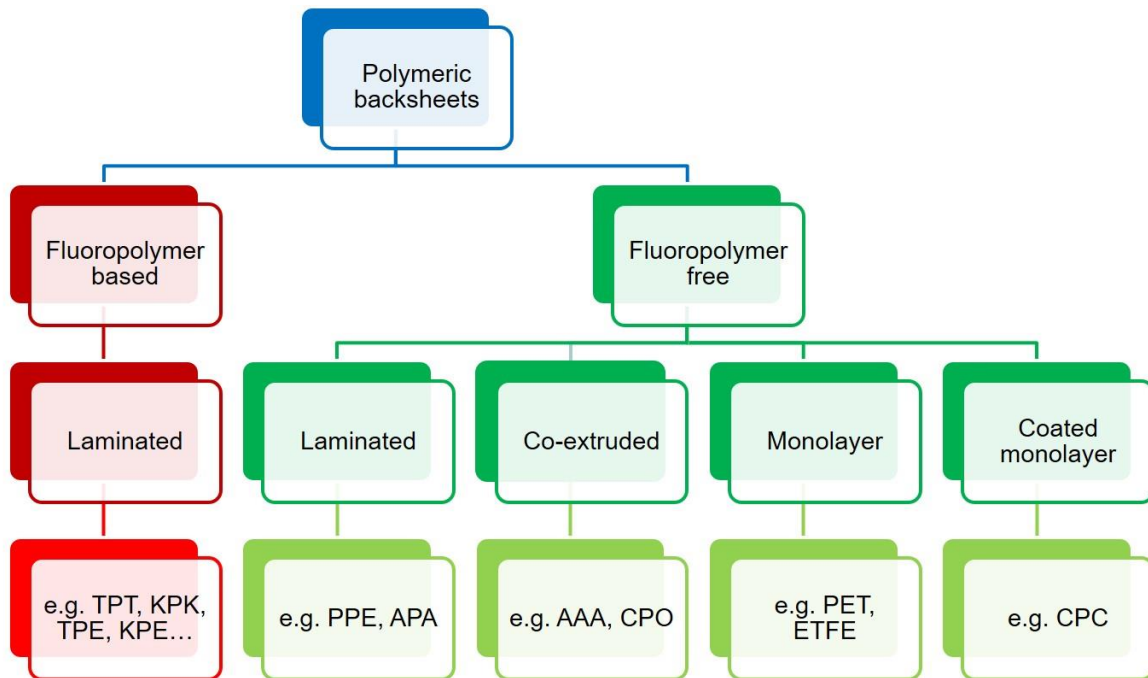 Polymeric
backsheets
Fluoropolymer
based
Fluoropolymer
free
Laminated
Laminated
Co-extruded
Monolayer
Coated
monolayer
e.g. TPT, KPK,
TPE, KPE…
e.g. PPE, APA
e.g. AAA, CPO
e.g. PET,
ETFE
e.g. CPC